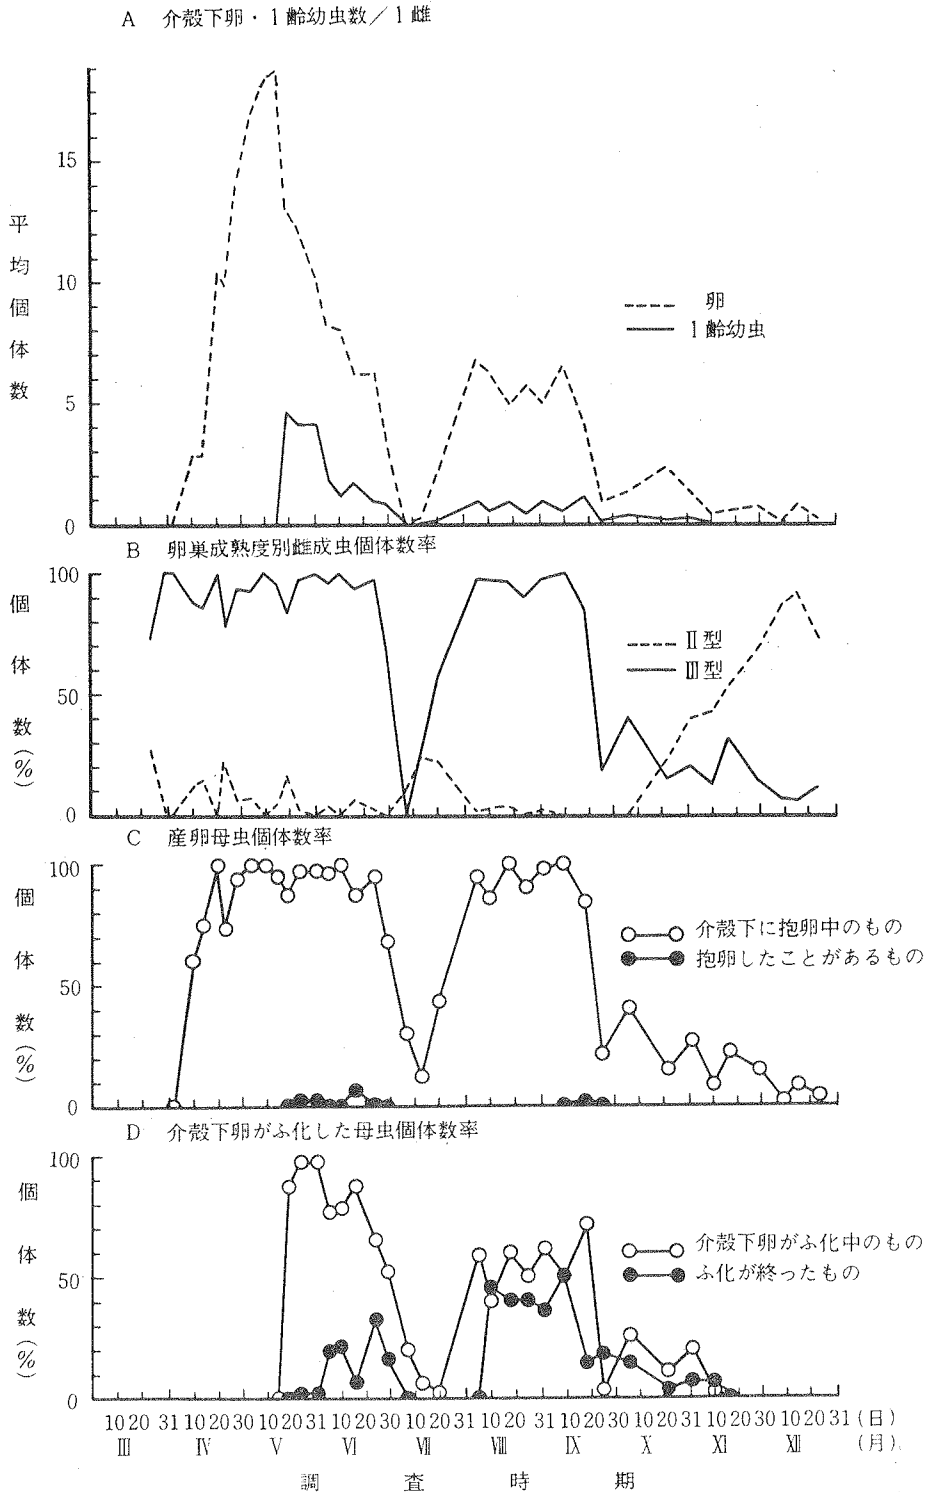 A 介殻下卵・1齢幼虫数／1雌
15
10
5
0
平均個体数
卵
1齢幼虫
B 卵巣成熟度別雌成虫個体数率
100
50
0
個体数(%)
Ⅱ型
Ⅲ型
C 産卵母虫個体数率
100
50
0
個体数(%)
介殻下に抱卵中のもの
抱卵したことがあるもの
D 介殻下卵がふ化した母虫個体数率
100
50
0
個体数(%)
介殻下卵がふ化中のもの
ふ化が終ったもの
10 20 31 10 20 30 10 20 31 10 20 30 10 20 31 10 20 31 10 20 30 10 20 31 10 20 30 10 20 31 (日)
Ⅲ Ⅳ Ⅴ Ⅵ Ⅶ Ⅷ Ⅸ Ⅹ Ⅺ Ⅻ (月)
調査時期